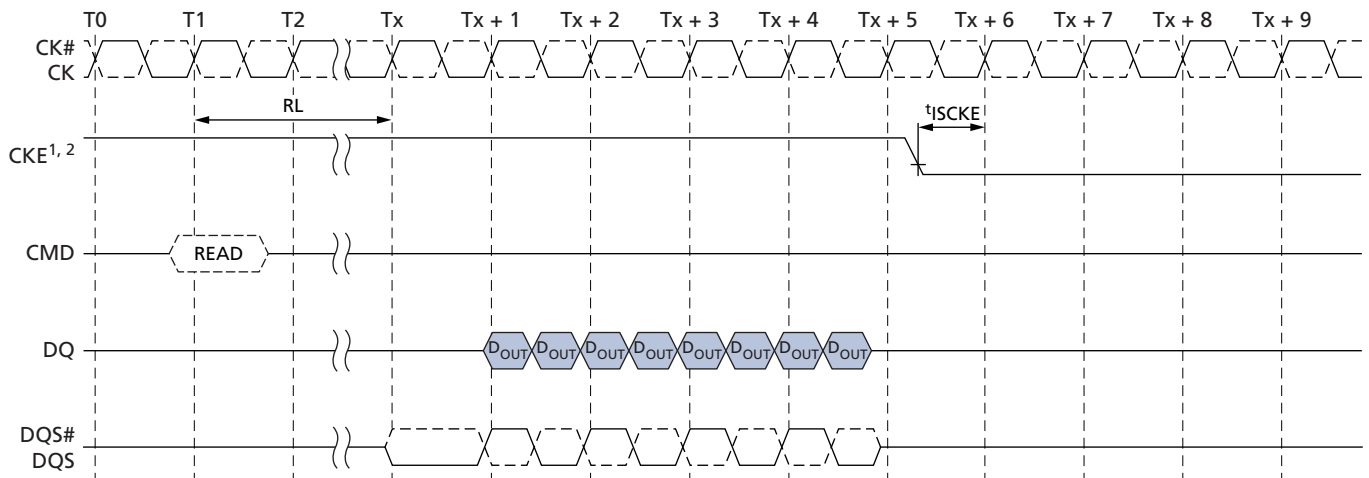 T0 T1 T2 Tx Tx + 1 Tx + 2 Tx + 3 Tx + 4 Tx + 5 Tx + 6 Tx + 7 Tx + 8 Tx + 9
CK#
CK
RL
tISCKE
CKE1, 2
CMD READ
DQ DOUT DOUT DOUT DOUT DOUT DOUT DOUT DOUT
DQS#
DQS